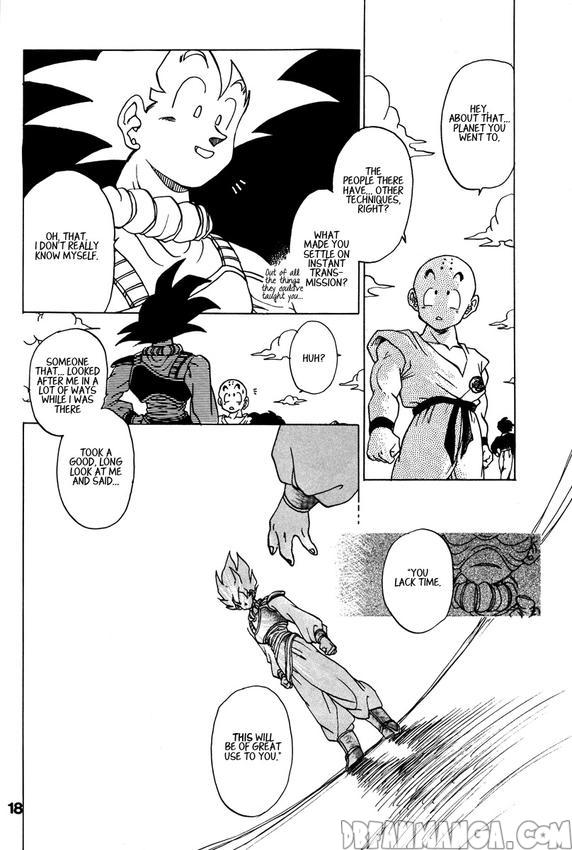 HEY,
ABOUT THAT...
PLANET YOU
WENT TO.
THE
PEOPLE THERE
HAVE... OTHER
TECHNIQUES,
RIGHT?
WHAT
MADE YOU
SETTLE ON
INSTANT
TRANS-
MISSION?
Out of all
the things
they could've
taught you...
OH, THAT.
I DON'T REALLY
KNOW MYSELF.
HUH?
SOMEONE
THAT... LOOKED
AFTER ME IN
A LOT OF WAYS
WHILE I WAS
THERE
TOOK A
GOOD, LONG
LOOK AT ME
AND SAID...
"YOU
LACK TIME.
THIS WILL
BE OF GREAT
USE TO YOU."
18
DBFANMANGA.COM